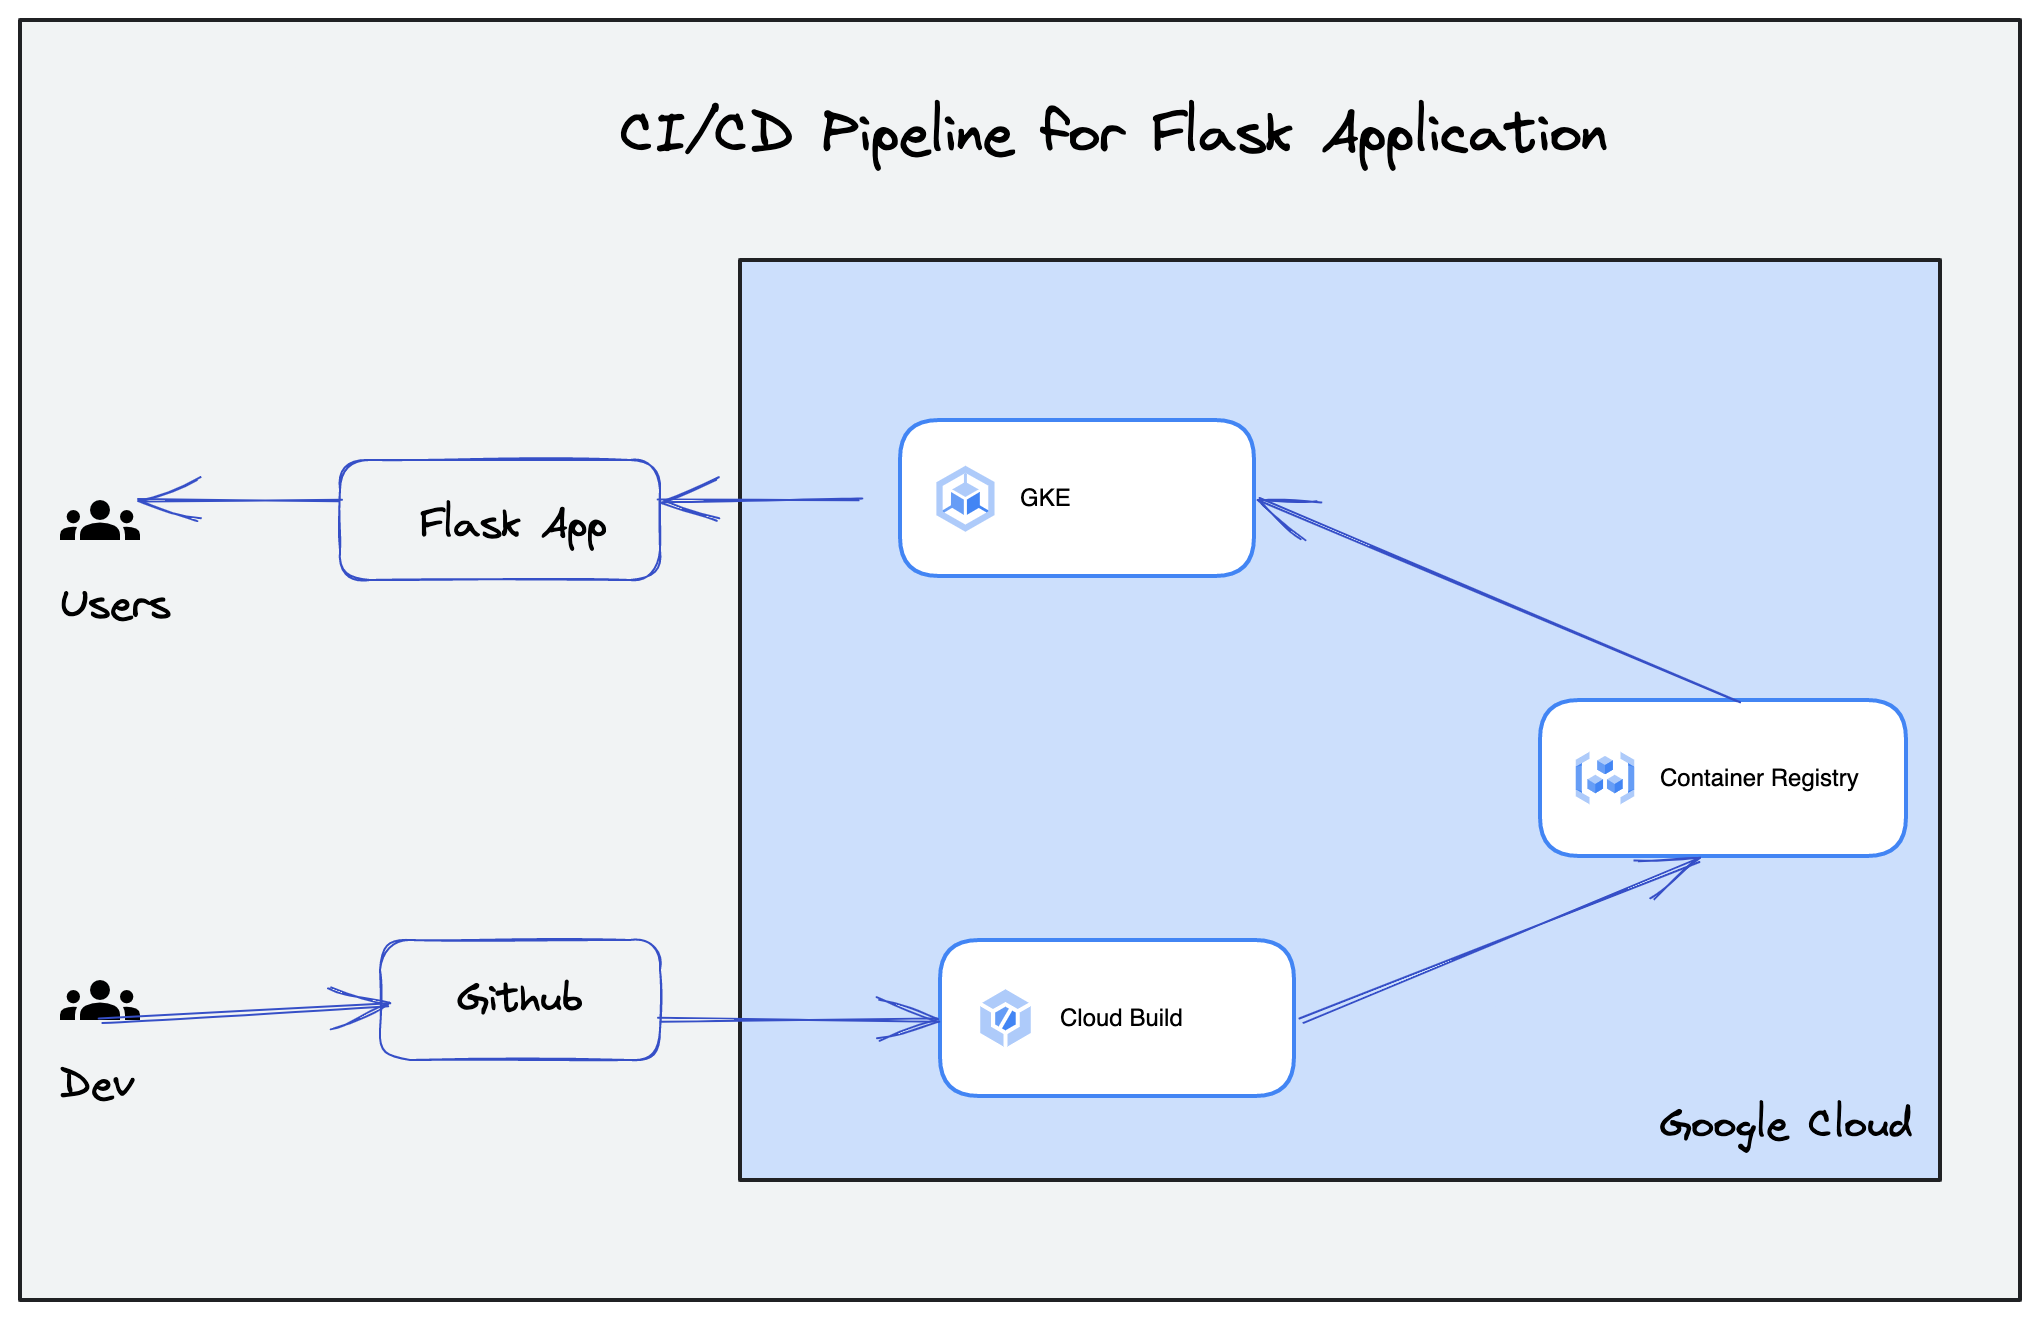 CI/CD Pipeline for Flask Application
GKE
Flask App
Users
Container Registry
Github
Cloud Build
Dev
Google Cloud